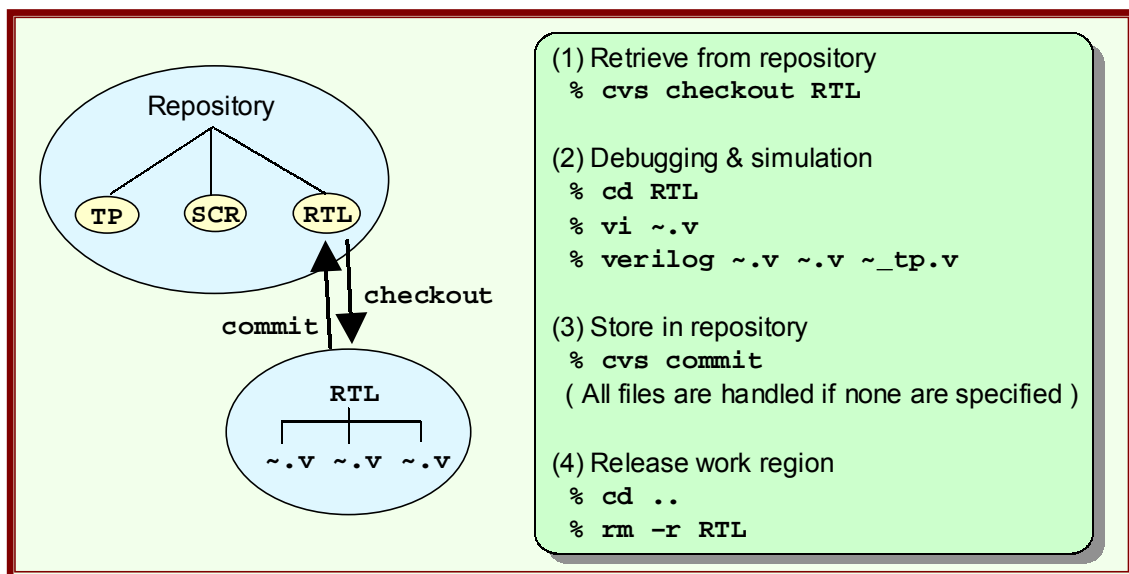 Repository
TP SCR RTL
checkout
commit
RTL
~.v ~.v ~.v
(1) Retrieve from repository
% cvs checkout RTL
(2) Debugging & simulation
% cd RTL
% vi ~.v
% verilog ~.v ~.v ~_tp.v
(3) Store in repository
% cvs commit
( All files are handled if none are specified )
(4) Release work region
% cd ..
% rm –r RTL